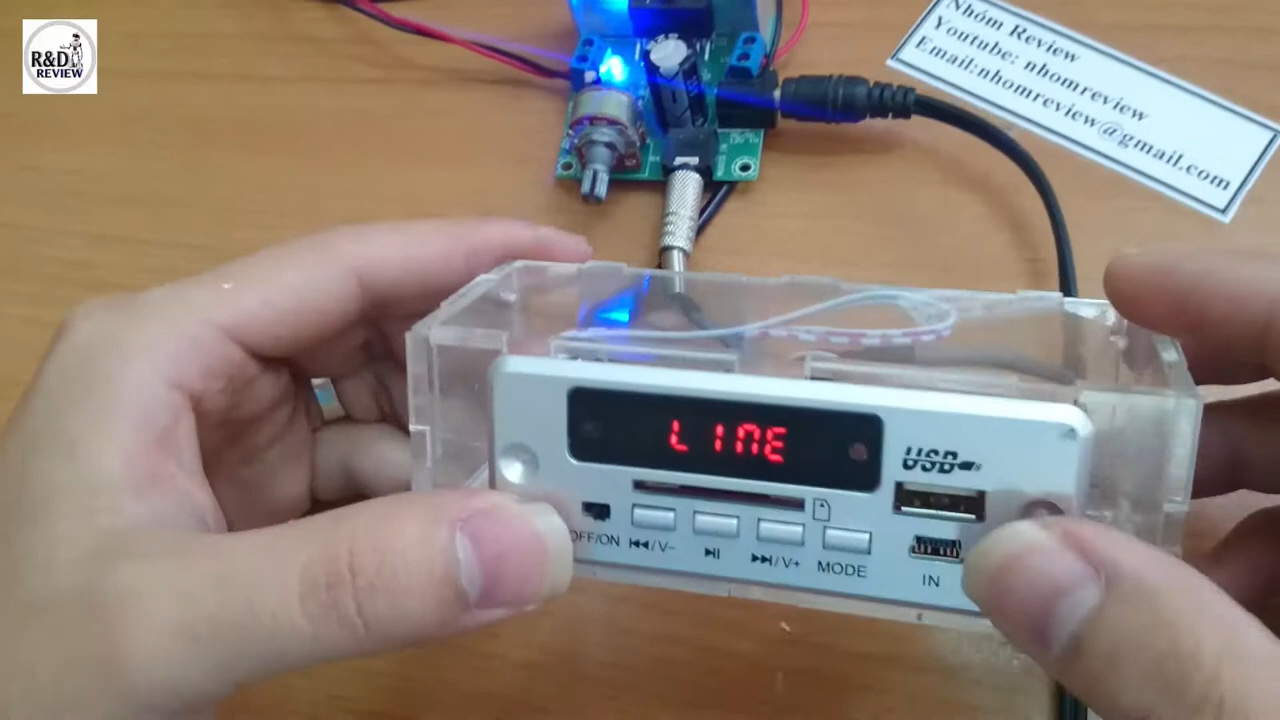 R&D
REVIEW
Nhóm Review
Youtube: nhomreview
Email:nhomreview@gmail.com
LINE
USB
OFF/ON
⏮/V-
⏯
⏭/V+
MODE
IN